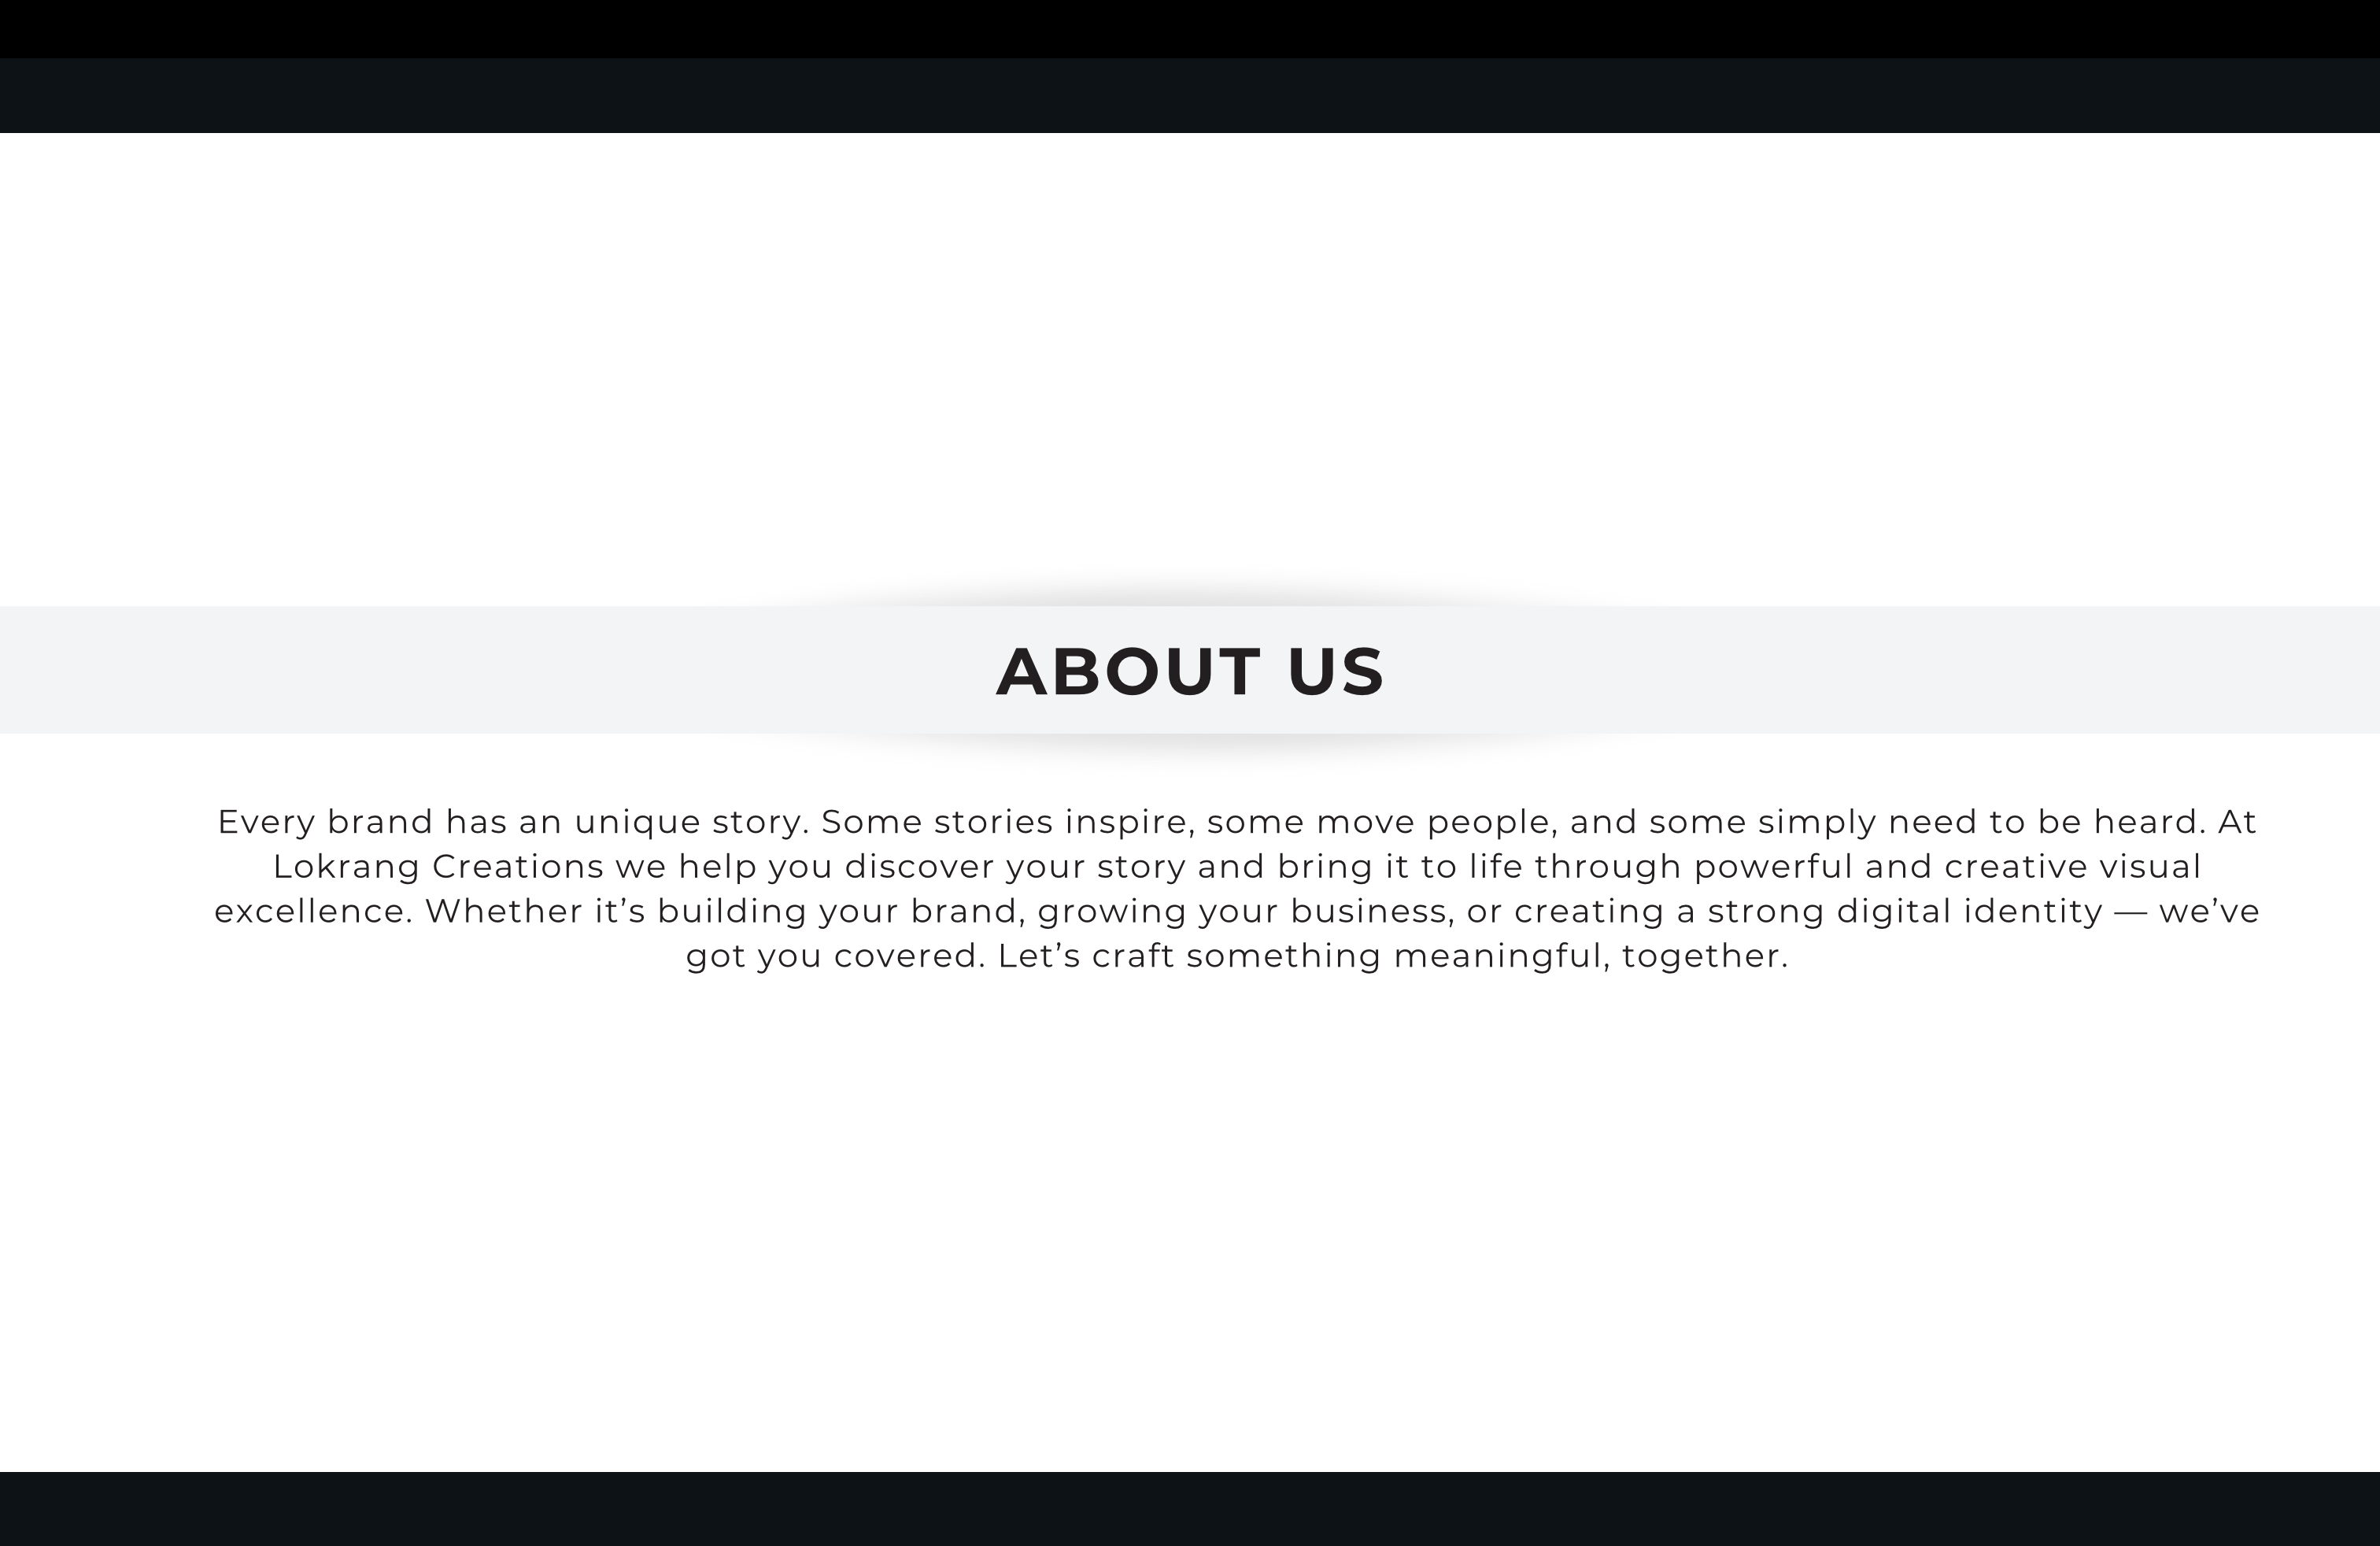 ABOUT US
Every brand has an unique story. Some stories inspire, some move people, and some simply need to be heard. At
Lokrang Creations we help you discover your story and bring it to life through powerful and creative visual
excellence. Whether it’s building your brand, growing your business, or creating a strong digital identity — we’ve
got you covered. Let’s craft something meaningful, together.